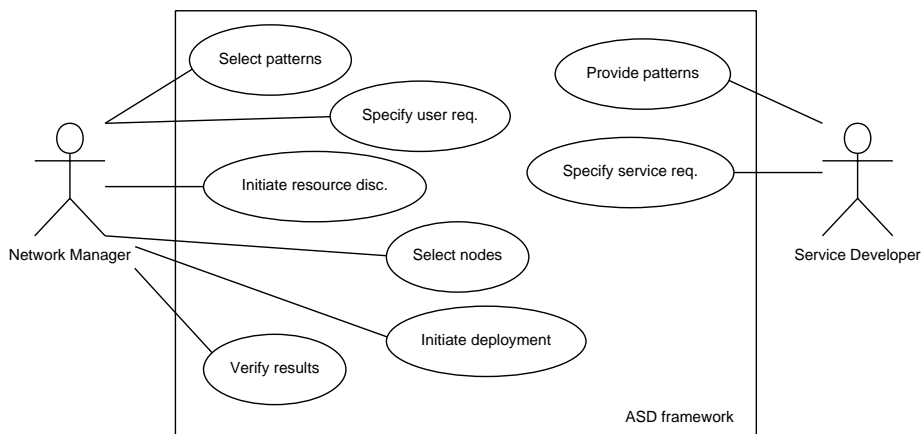 Select patterns
Provide patterns
Specify user req.
Specify service req.
Initiate resource disc.
Network Manager
Select nodes
Service Developer
Initiate deployment
Verify results
ASD framework